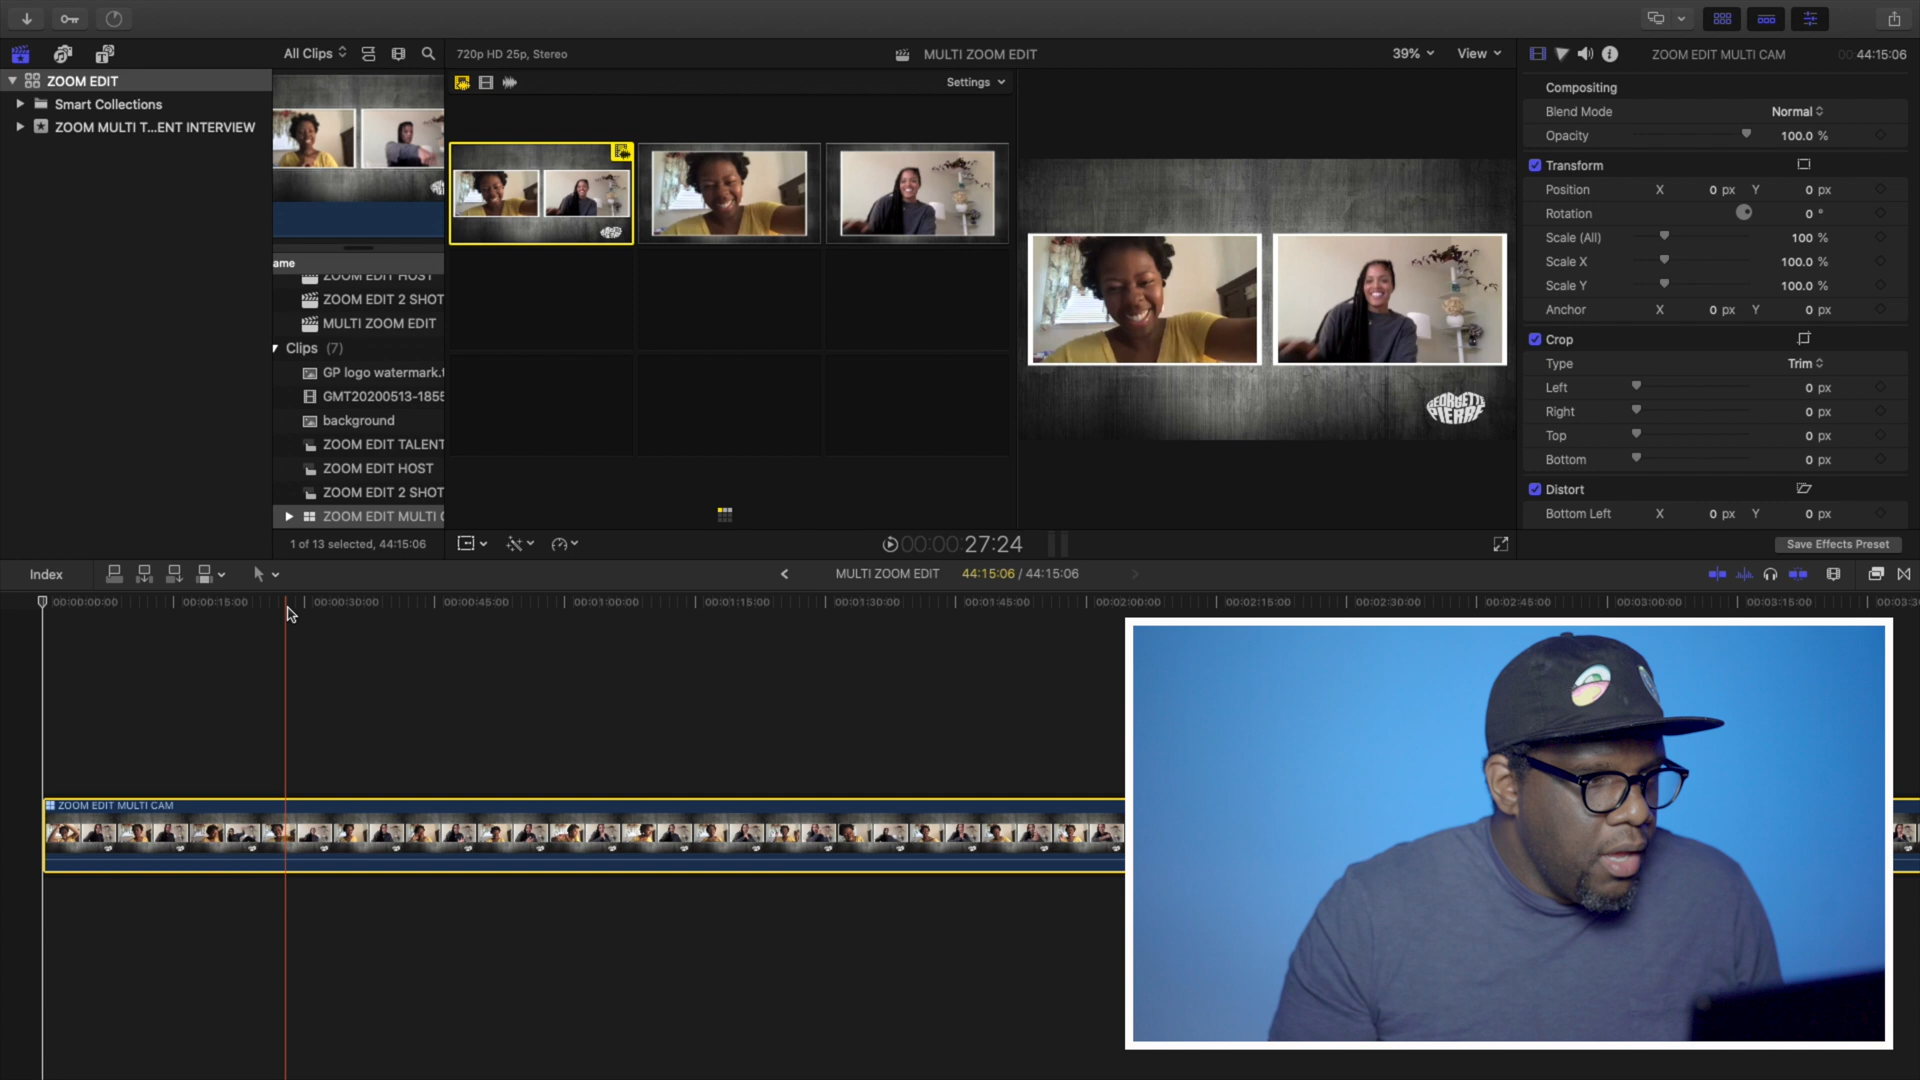 All Clips
720p HD 25p, Stereo
MULTI ZOOM EDIT
39%
View
ZOOM EDIT MULTI CAM
00 44:15:06
ZOOM EDIT
Smart Collections
ZOOM MULTI T...ENT INTERVIEW
Settings
ame
ZOOM EDIT HOST
ZOOM EDIT 2 SHOT
MULTI ZOOM EDIT
Clips (7)
GP logo watermark.t
GMT20200513-1855
background
ZOOM EDIT TALENT
ZOOM EDIT HOST
ZOOM EDIT 2 SHOT
ZOOM EDIT MULTI C
1 of 13 selected, 44:15:06
GEORGETTE
PIERRE
00:00:27:24
Compositing
Blend Mode Normal
Opacity 100.0 %
Transform
Position X 0 px Y 0 px
Rotation 0 °
Scale (All) 100 %
Scale X 100.0 %
Scale Y 100.0 %
Anchor X 0 px Y 0 px
Crop
Type Trim
Left 0 px
Right 0 px
Top 0 px
Bottom 0 px
Distort
Bottom Left X 0 px Y 0 px
Save Effects Preset
Index
MULTI ZOOM EDIT 44:15:06 / 44:15:06
00:00:00:00 00:00:15:00 00:00:30:00 00:00:45:00 00:01:00:00 00:01:15:00 00:01:30:00 00:01:45:00 00:02:00:00 00:02:15:00 00:02:30:00 00:02:45:00 00:03:00:00 00:03:15:00 00:03:3
ZOOM EDIT MULTI CAM